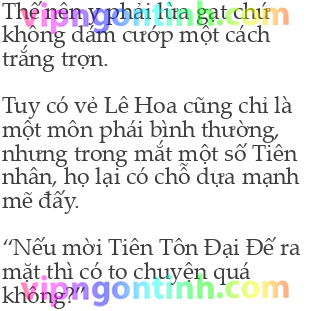 Thế nên y phải lừa gạt chứ
không dám cướp một cách
trắng trợn.
Tuy có vẻ Lê Hoa cũng chỉ là
một môn phái bình thường,
nhưng trong mắt một số Tiên
nhân, họ lại có chỗ dựa mạnh
mẽ đấy.
“Nếu mời Tiên Tôn Đại Đế ra
mặt thì có to chuyện quá
không?”
vipngontinh.com
vipngontinh.com